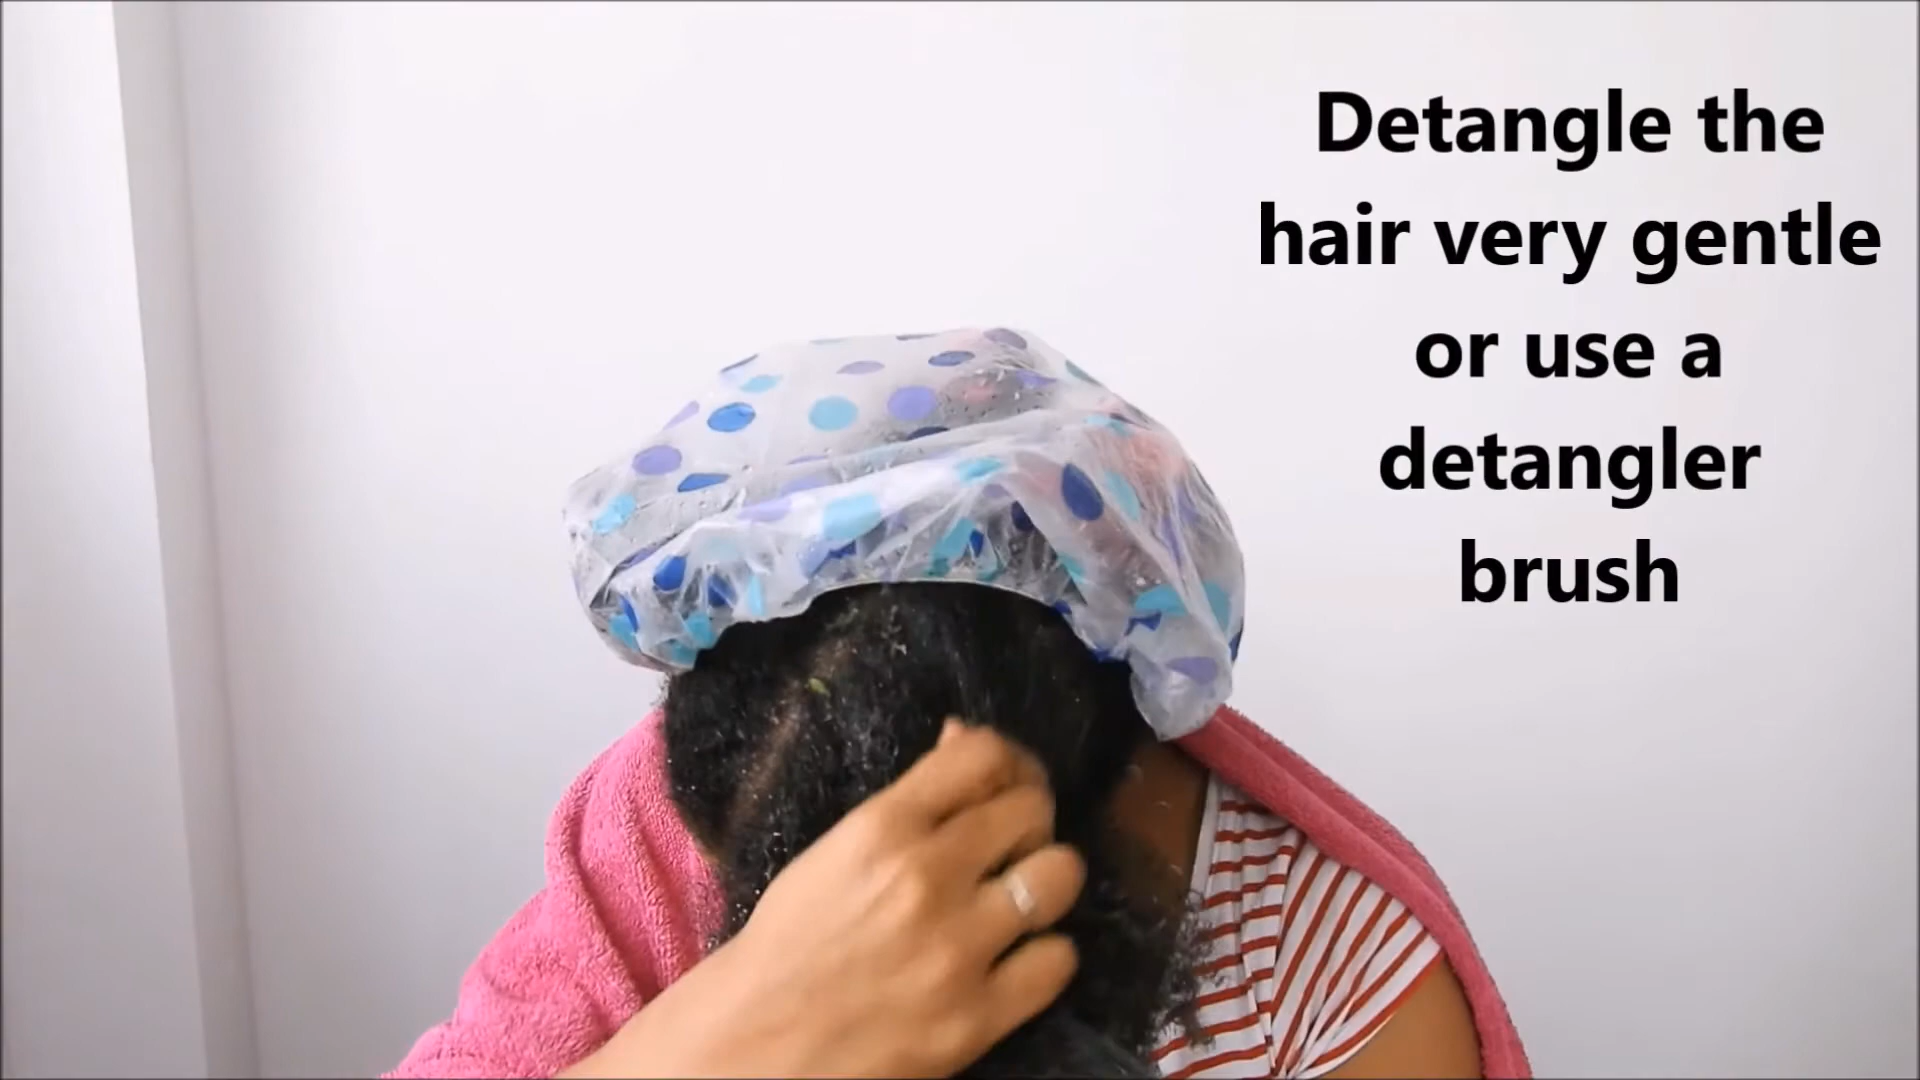 Detangle the
hair very gentle
or use a
detangler
brush